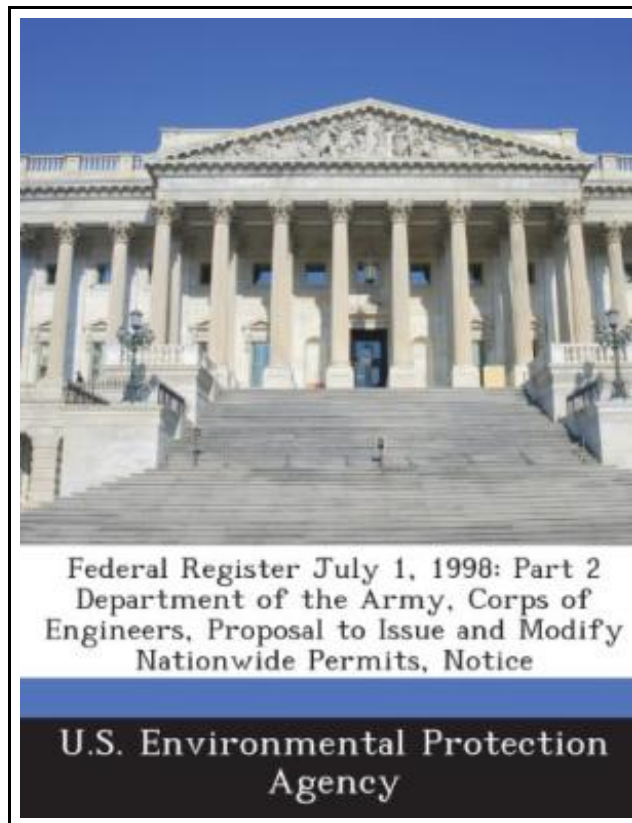 Federal Register July 1, 1998: Part 2
Department of the Army, Corps of
Engineers, Proposal to Issue and Modify
Nationwide Permits, Notice
U.S. Environmental Protection
Agency